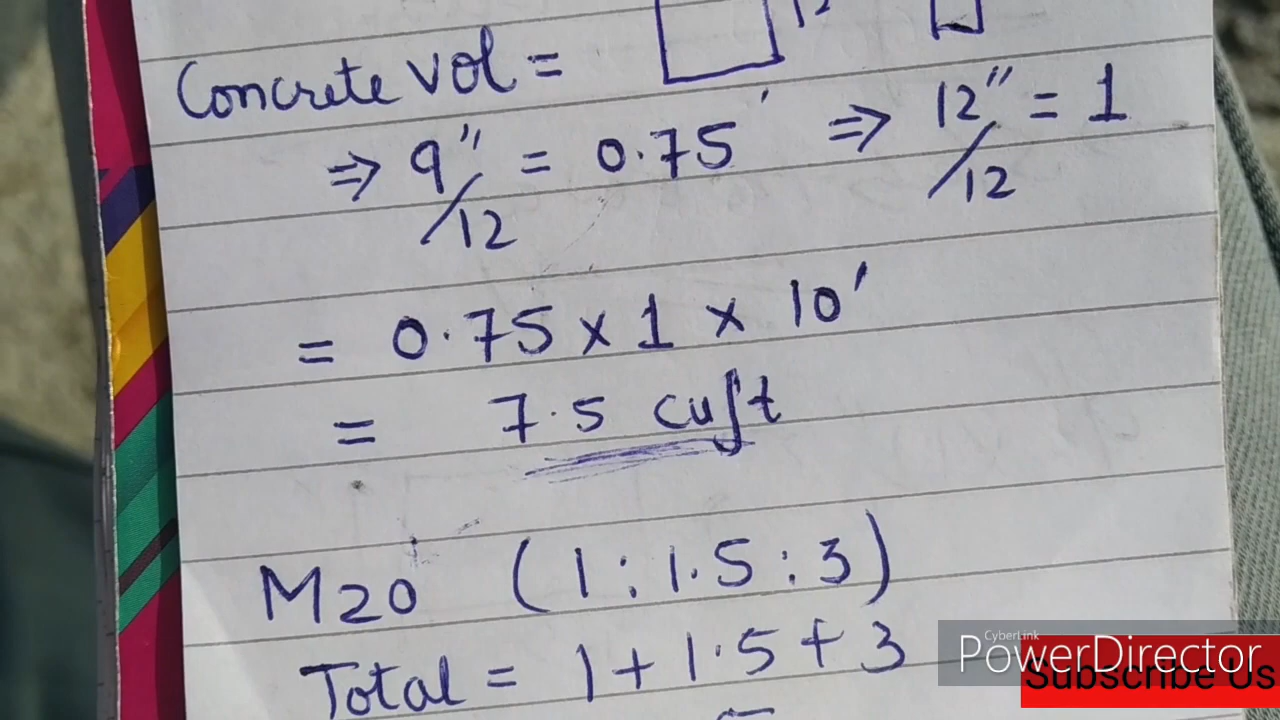 12
Concrete Vol =
⇒ 9"/12 = 0.75' ⇒ 12"/12 = 1
= 0.75 x 1 x 10'
= 7.5 cuft
M20 (1:1.5:3)
Total = 1+1.5+3
CyberLink
PowerDirector
Subscribe Us